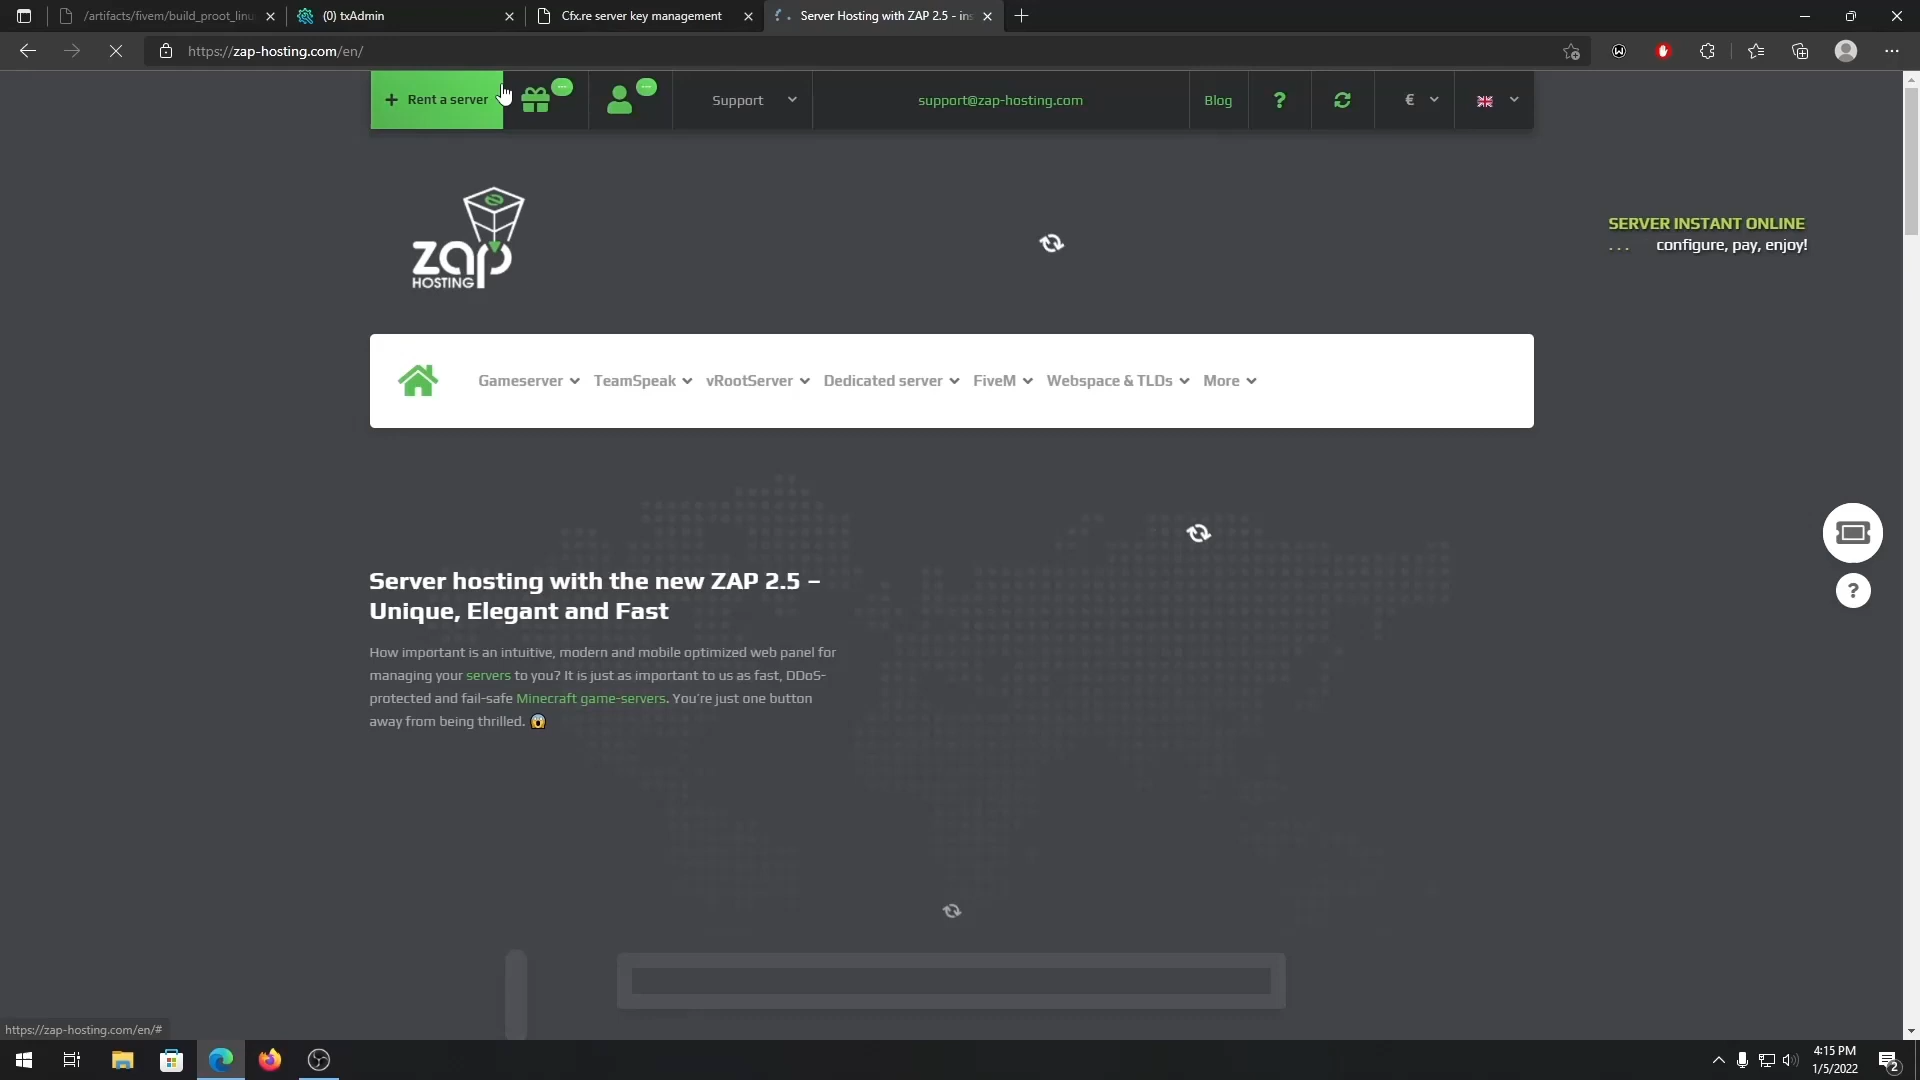 /artifacts/fivem/build_proot_linu
(0) txAdmin
Cfx.re server key management
Server Hosting with ZAP 2.5 - ins
https://zap-hosting.com/en/
+ Rent a server
Support
support@zap-hosting.com
Blog
?
€
zap
HOSTING
SERVER INSTANT ONLINE
... configure, pay, enjoy!
Gameserver
TeamSpeak
vRootServer
Dedicated server
FiveM
Webspace & TLDs
More
Server hosting with the new ZAP 2.5 –
Unique, Elegant and Fast
How important is an intuitive, modern and mobile optimized web panel for
managing your servers to you? It is just as important to us as fast, DDoS-
protected and fail-safe Minecraft game-servers. You're just one button
away from being thrilled. 😱
?
https://zap-hosting.com/en/#
4:15 PM
1/5/2022
2